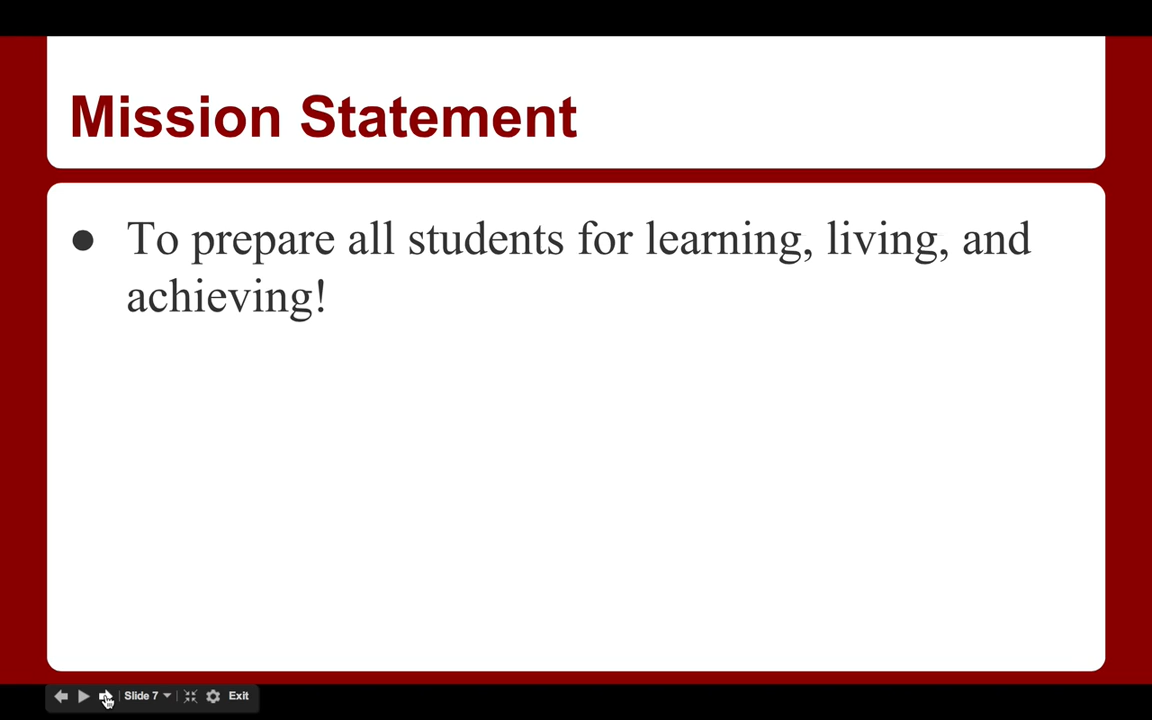 Mission Statement
● To prepare all students for learning, living, and
achieving!
Slide 7
Exit